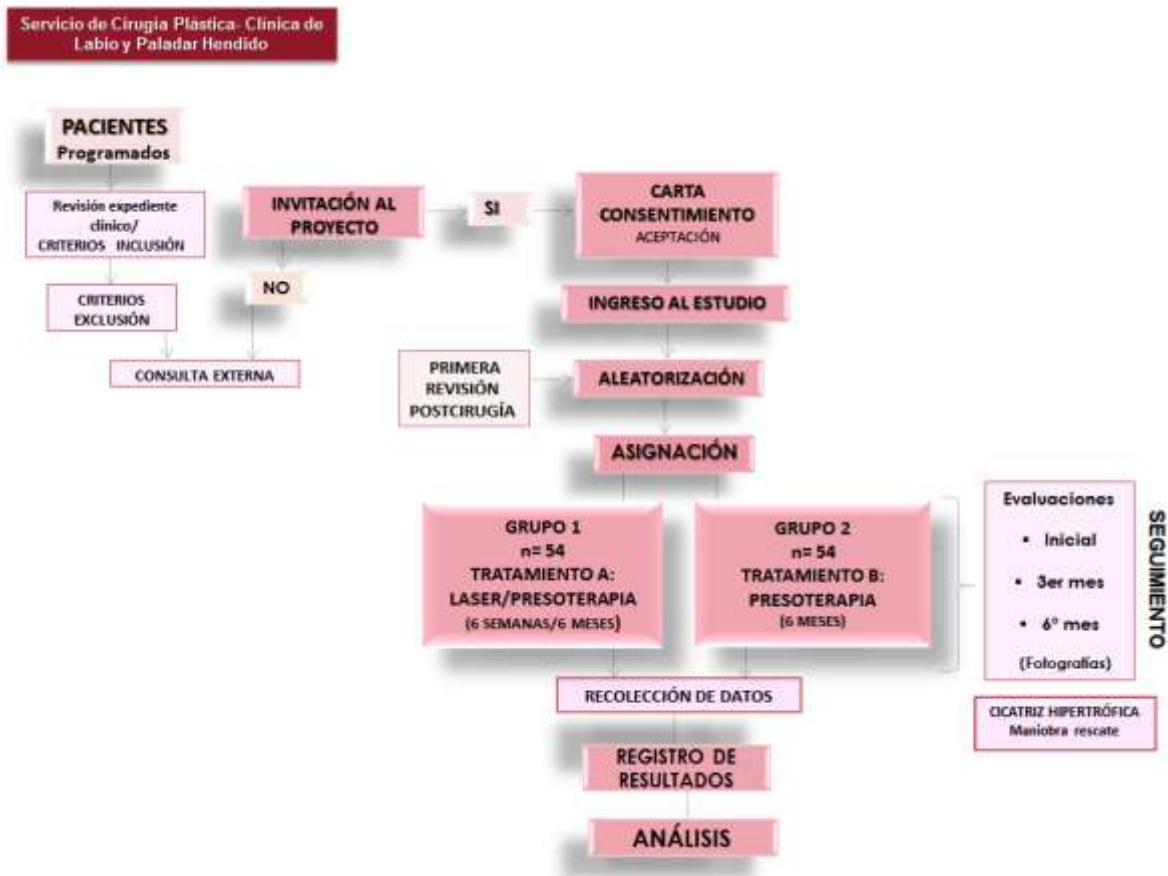 Servicio de Cirugía Plástica- Clínica de
Labio y Paladar Hendido
PACIENTES
Programados
Revisión expediente
clínico/
CRITERIOS INCLUSIÓN
CRITERIOS
EXCLUSIÓN
CONSULTA EXTERNA
INVITACIÓN AL
PROYECTO
NO
SI
CARTA
CONSENTIMIENTO
ACEPTACIÓN
INGRESO AL ESTUDIO
PRIMERA
REVISIÓN
POSTCIRUGÍA
ALEATORIZACIÓN
ASIGNACIÓN
GRUPO 1
n= 54
TRATAMIENTO A:
LASER/PRESOTERAPIA
(6 SEMANAS/6 MESES)
GRUPO 2
n= 54
TRATAMIENTO B:
PRESOTERAPIA
(6 MESES)
Evaluaciones
• Inicial
• 3er mes
• 6º mes
(Fotografías)
SEGUIMIENTO
CICATRIZ HIPERTRÓFICA
Maniobra rescate
RECOLECCIÓN DE DATOS
REGISTRO DE
RESULTADOS
ANÁLISIS